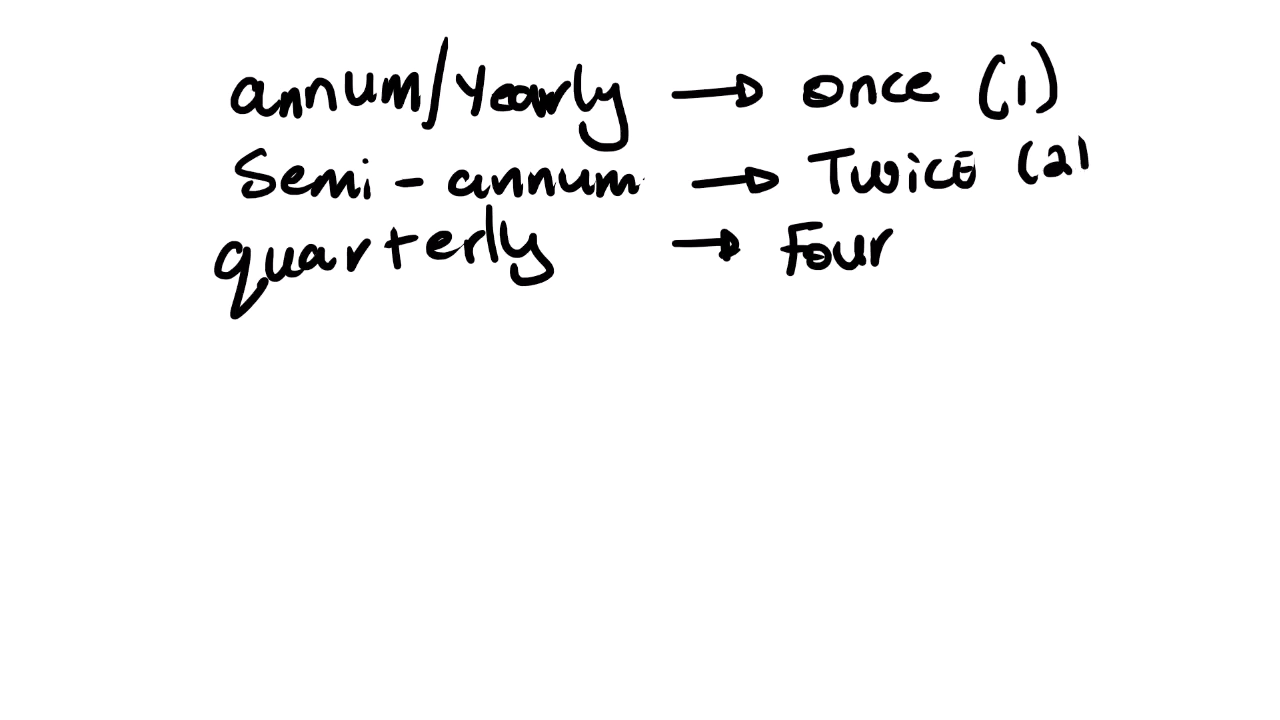 annum/Yearly → once (1)
Semi-annum → Twice (2)
quarterly → Four